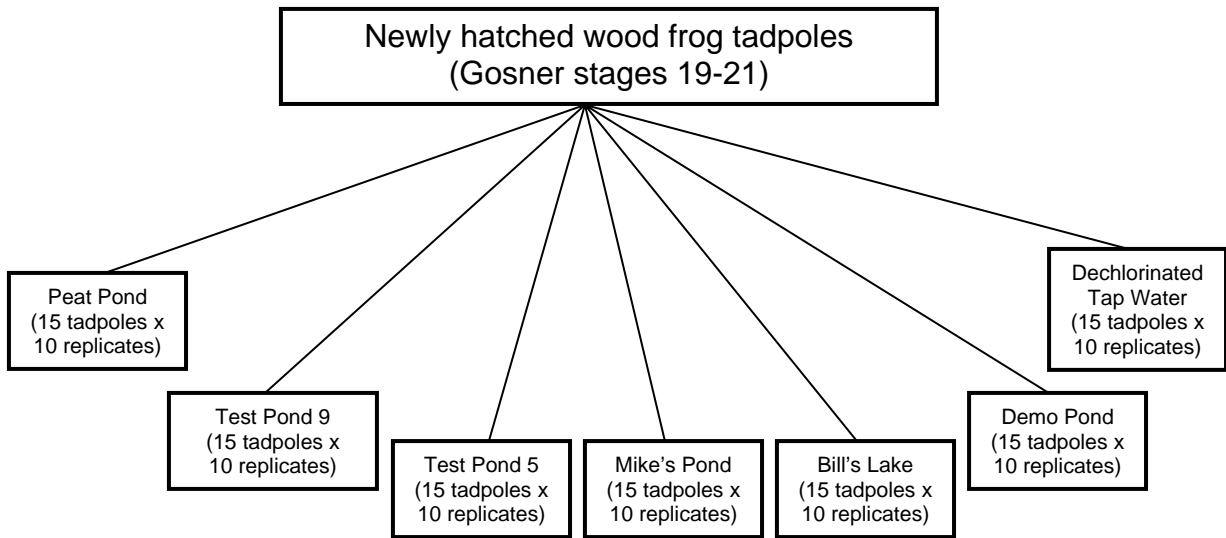 Newly hatched wood frog tadpoles
(Gosner stages 19-21)
Peat Pond
(15 tadpoles x
10 replicates)
Test Pond 9
(15 tadpoles x
10 replicates)
Test Pond 5
(15 tadpoles x
10 replicates)
Mike’s Pond
(15 tadpoles x
10 replicates)
Bill’s Lake
(15 tadpoles x
10 replicates)
Demo Pond
(15 tadpoles x
10 replicates)
Dechlorinated
Tap Water
(15 tadpoles x
10 replicates)